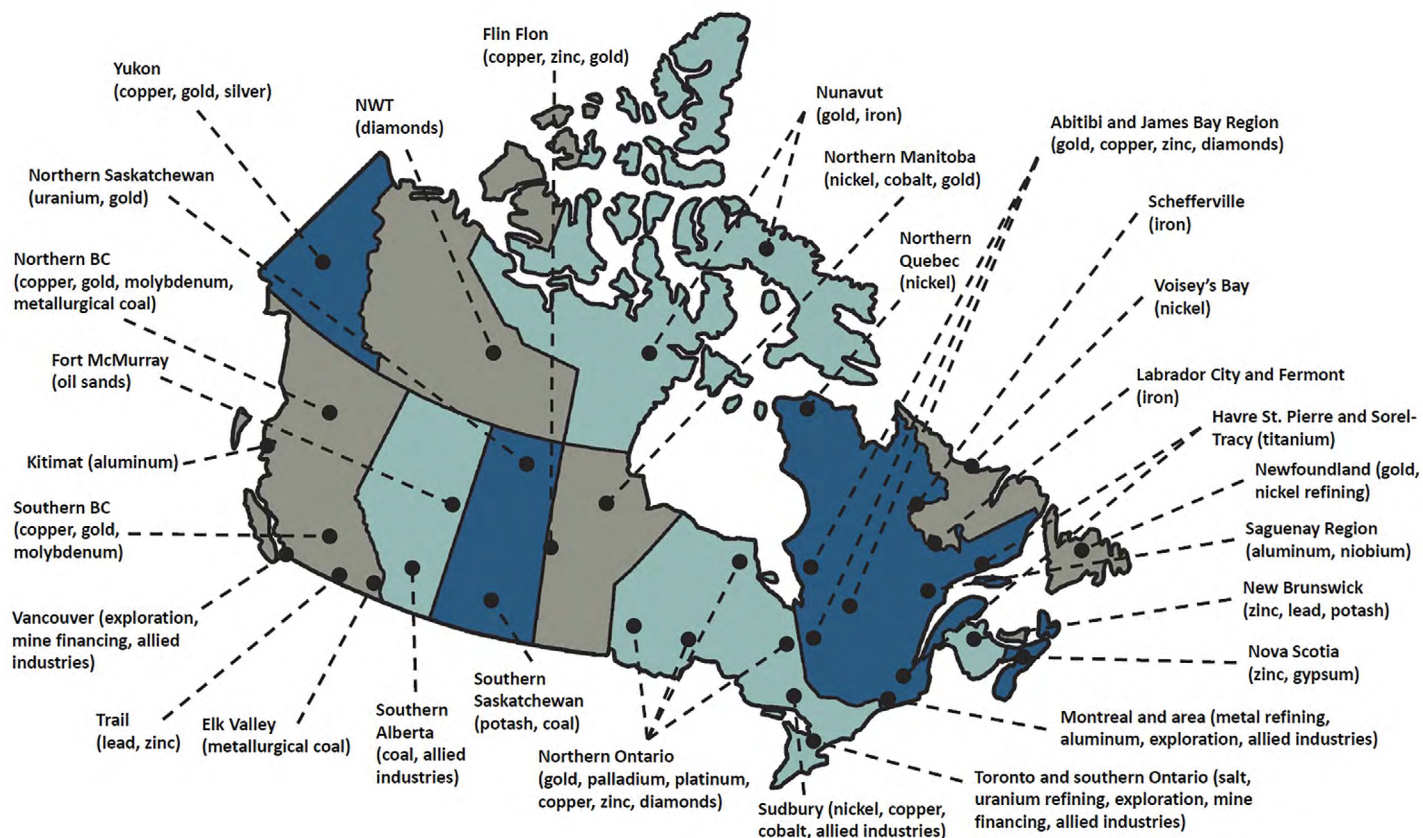 Flin Flon
(copper, zinc, gold)
Yukon
(copper, gold, silver)
NWT
(diamonds)
Nunavut
(gold, iron)
Abitibi and James Bay Region
(gold, copper, zinc, diamonds)
Northern Manitoba
(nickel, cobalt, gold)
Northern Saskatchewan
(uranium, gold)
Schefferville
(iron)
Northern
Quebec
(nickel)
Northern BC
(copper, gold, molybdenum,
metallurgical coal)
Voisey's Bay
(nickel)
Fort McMurray
(oil sands)
Labrador City and Fermont
(iron)
Havre St. Pierre and Sorel-
Tracy (titanium)
Kitimat (aluminum)
Newfoundland (gold,
nickel refining)
Southern BC
(copper, gold,
molybdenum)
Saguenay Region
(aluminum, niobium)
New Brunswick
(zinc, lead, potash)
Vancouver (exploration,
mine financing, allied
industries)
Nova Scotia
(zinc, gypsum)
Trail
(lead, zinc)
Elk Valley
(metallurgical coal)
Southern
Alberta
(coal, allied
industries)
Southern
Saskatchewan
(potash, coal)
Northern Ontario
(gold, palladium, platinum,
copper, zinc, diamonds)
Montreal and area (metal refining,
aluminum, exploration, allied industries)
Toronto and southern Ontario (salt,
uranium refining, exploration, mine
financing, allied industries)
Sudbury (nickel, copper,
cobalt, allied industries)